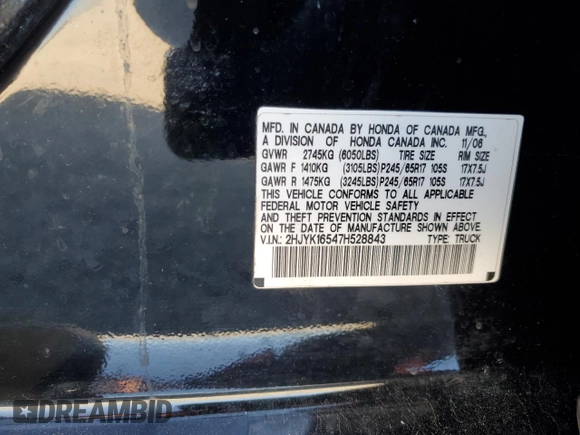 MFD. IN CANADA BY HONDA OF CANADA MFG.,
A DIVISION OF HONDA CANADA INC. 11/06
GVWR 2745KG (6050LBS) TIRE SIZE RIM SIZE
GAWR F 1410KG (3105LBS)P245/65R17 105S 17X7.5J
GAWR R 1475KG (3245LBS)P245/65R17 105S 17X7.5J
THIS VEHICLE CONFORMS TO ALL APPLICABLE
FEDERAL MOTOR VEHICLE SAFETY
AND THEFT PREVENTION STANDARDS IN EFFECT
ON THE DATE OF MANUFACTURE SHOWN ABOVE.
V.I.N.: 2HJYK16547H528843 TYPE: TRUCK
DREAMBID